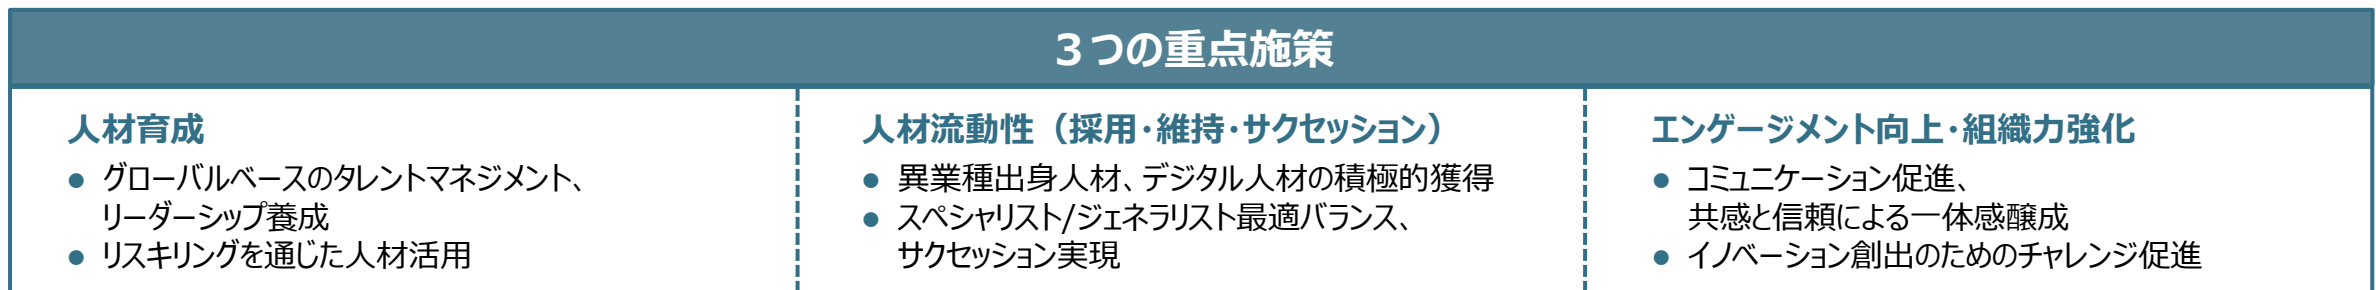 ３つの重点施策
人材育成
● グローバルベースのタレントマネジメント、
リーダーシップ養成
● リスキリングを通じた人材活用
人材流動性（採用・維持・サクセッション）
● 異業種出身人材、デジタル人材の積極的獲得
● スペシャリスト/ジェネラリスト最適バランス、
サクセッション実現
エンゲージメント向上・組織力強化
● コミュニケーション促進、
共感と信頼による一体感醸成
● イノベーション創出のためのチャレンジ促進